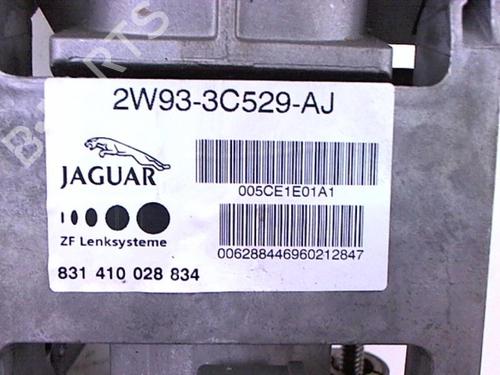 2W93-3C529-AJ
JAGUAR
005CE1E01A1
ZF Lenksysteme
006288446960212847
831 410 028 834